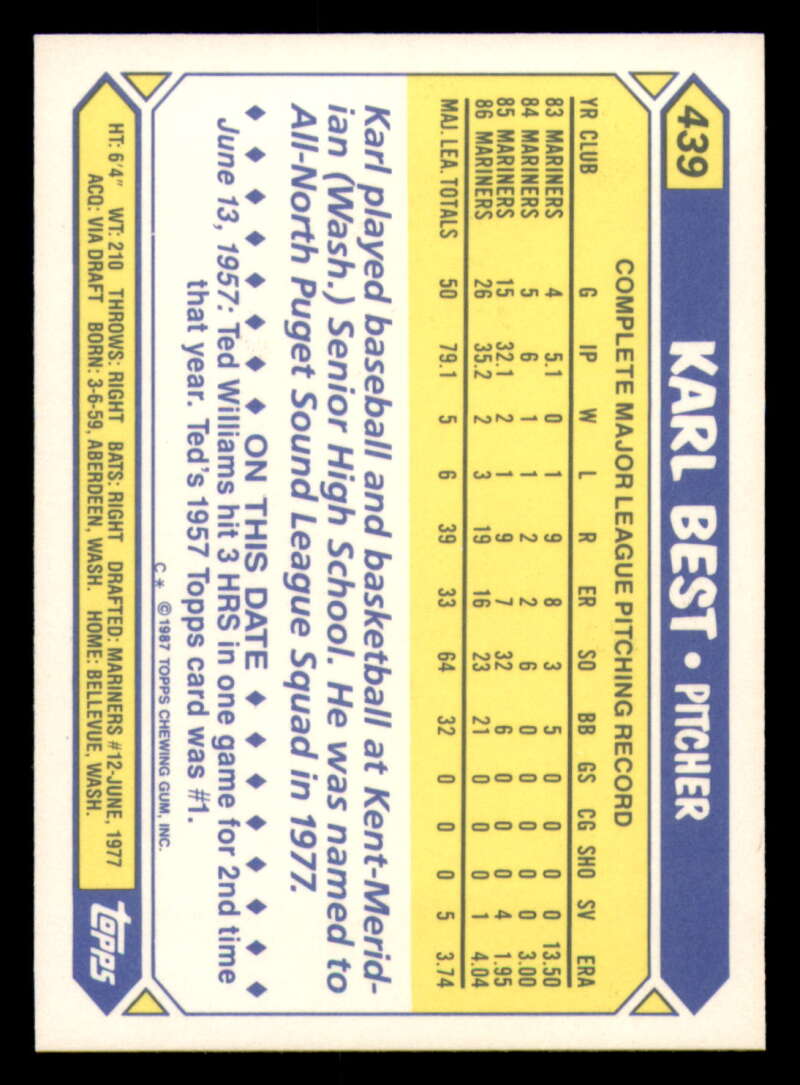 439 KARL BEST • PITCHER
COMPLETE MAJOR LEAGUE PITCHING RECORD
YR CLUB G IP W L R ER SO BB GS CG SHO SV ERA
83 MARINERS 4 5.1 0 1 9 8 3 5 0 0 0 0 13.50
84 MARINERS 5 6 1 1 2 2 6 0 0 0 0 0 3.00
85 MARINERS 15 32.1 2 1 9 7 32 6 0 0 0 4 1.95
86 MARINERS 26 35.2 2 3 19 16 23 21 0 0 0 1 4.04
MAJ. LEA. TOTALS 50 79.1 5 6 39 33 64 32 0 0 0 5 3.74
Karl played baseball and basketball at Kent-Merid-
ian (Wash.) Senior High School. He was named to
All-North Puget Sound League Squad in 1977.
◆ ◆ ◆ ◆ ◆ ◆ ◆ ◆ ON THIS DATE ◆ ◆ ◆ ◆ ◆ ◆ ◆ ◆
June 13, 1957: Ted Williams hit 3 HRS in one game for 2nd time
that year. Ted's 1957 Topps card was #1.
C* ©1987 TOPPS CHEWING GUM, INC.
HT: 6'4" WT: 210 THROWS: RIGHT BATS: RIGHT DRAFTED: MARINERS #12-JUNE, 1977
ACQ: VIA DRAFT BORN: 3-6-59, ABERDEEN, WASH. HOME: BELLEVUE, WASH.
topps